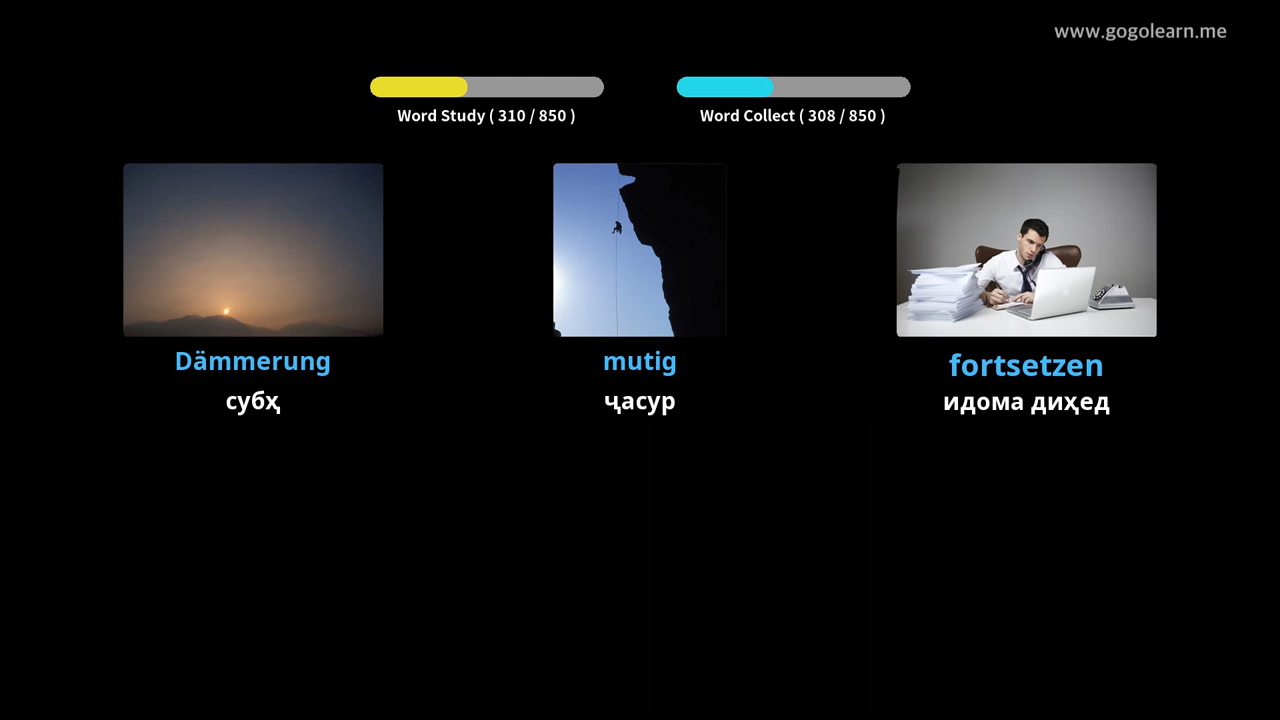 www.gogolearn.me
Word Study ( 310 / 850 )
Word Collect ( 308 / 850 )
Dämmerung
mutig
fortsetzen
субҳ
ҷасур
идома диҳед